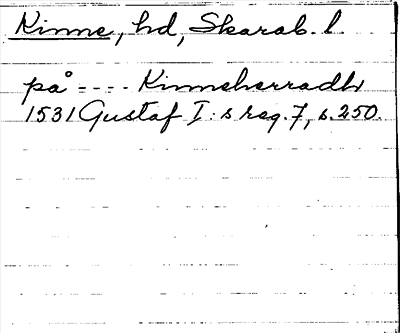 Kinne, hd, Skarab. l.
på - - - - Kinneherradh
1531 Gustaf I:s reg. 7, s. 250.